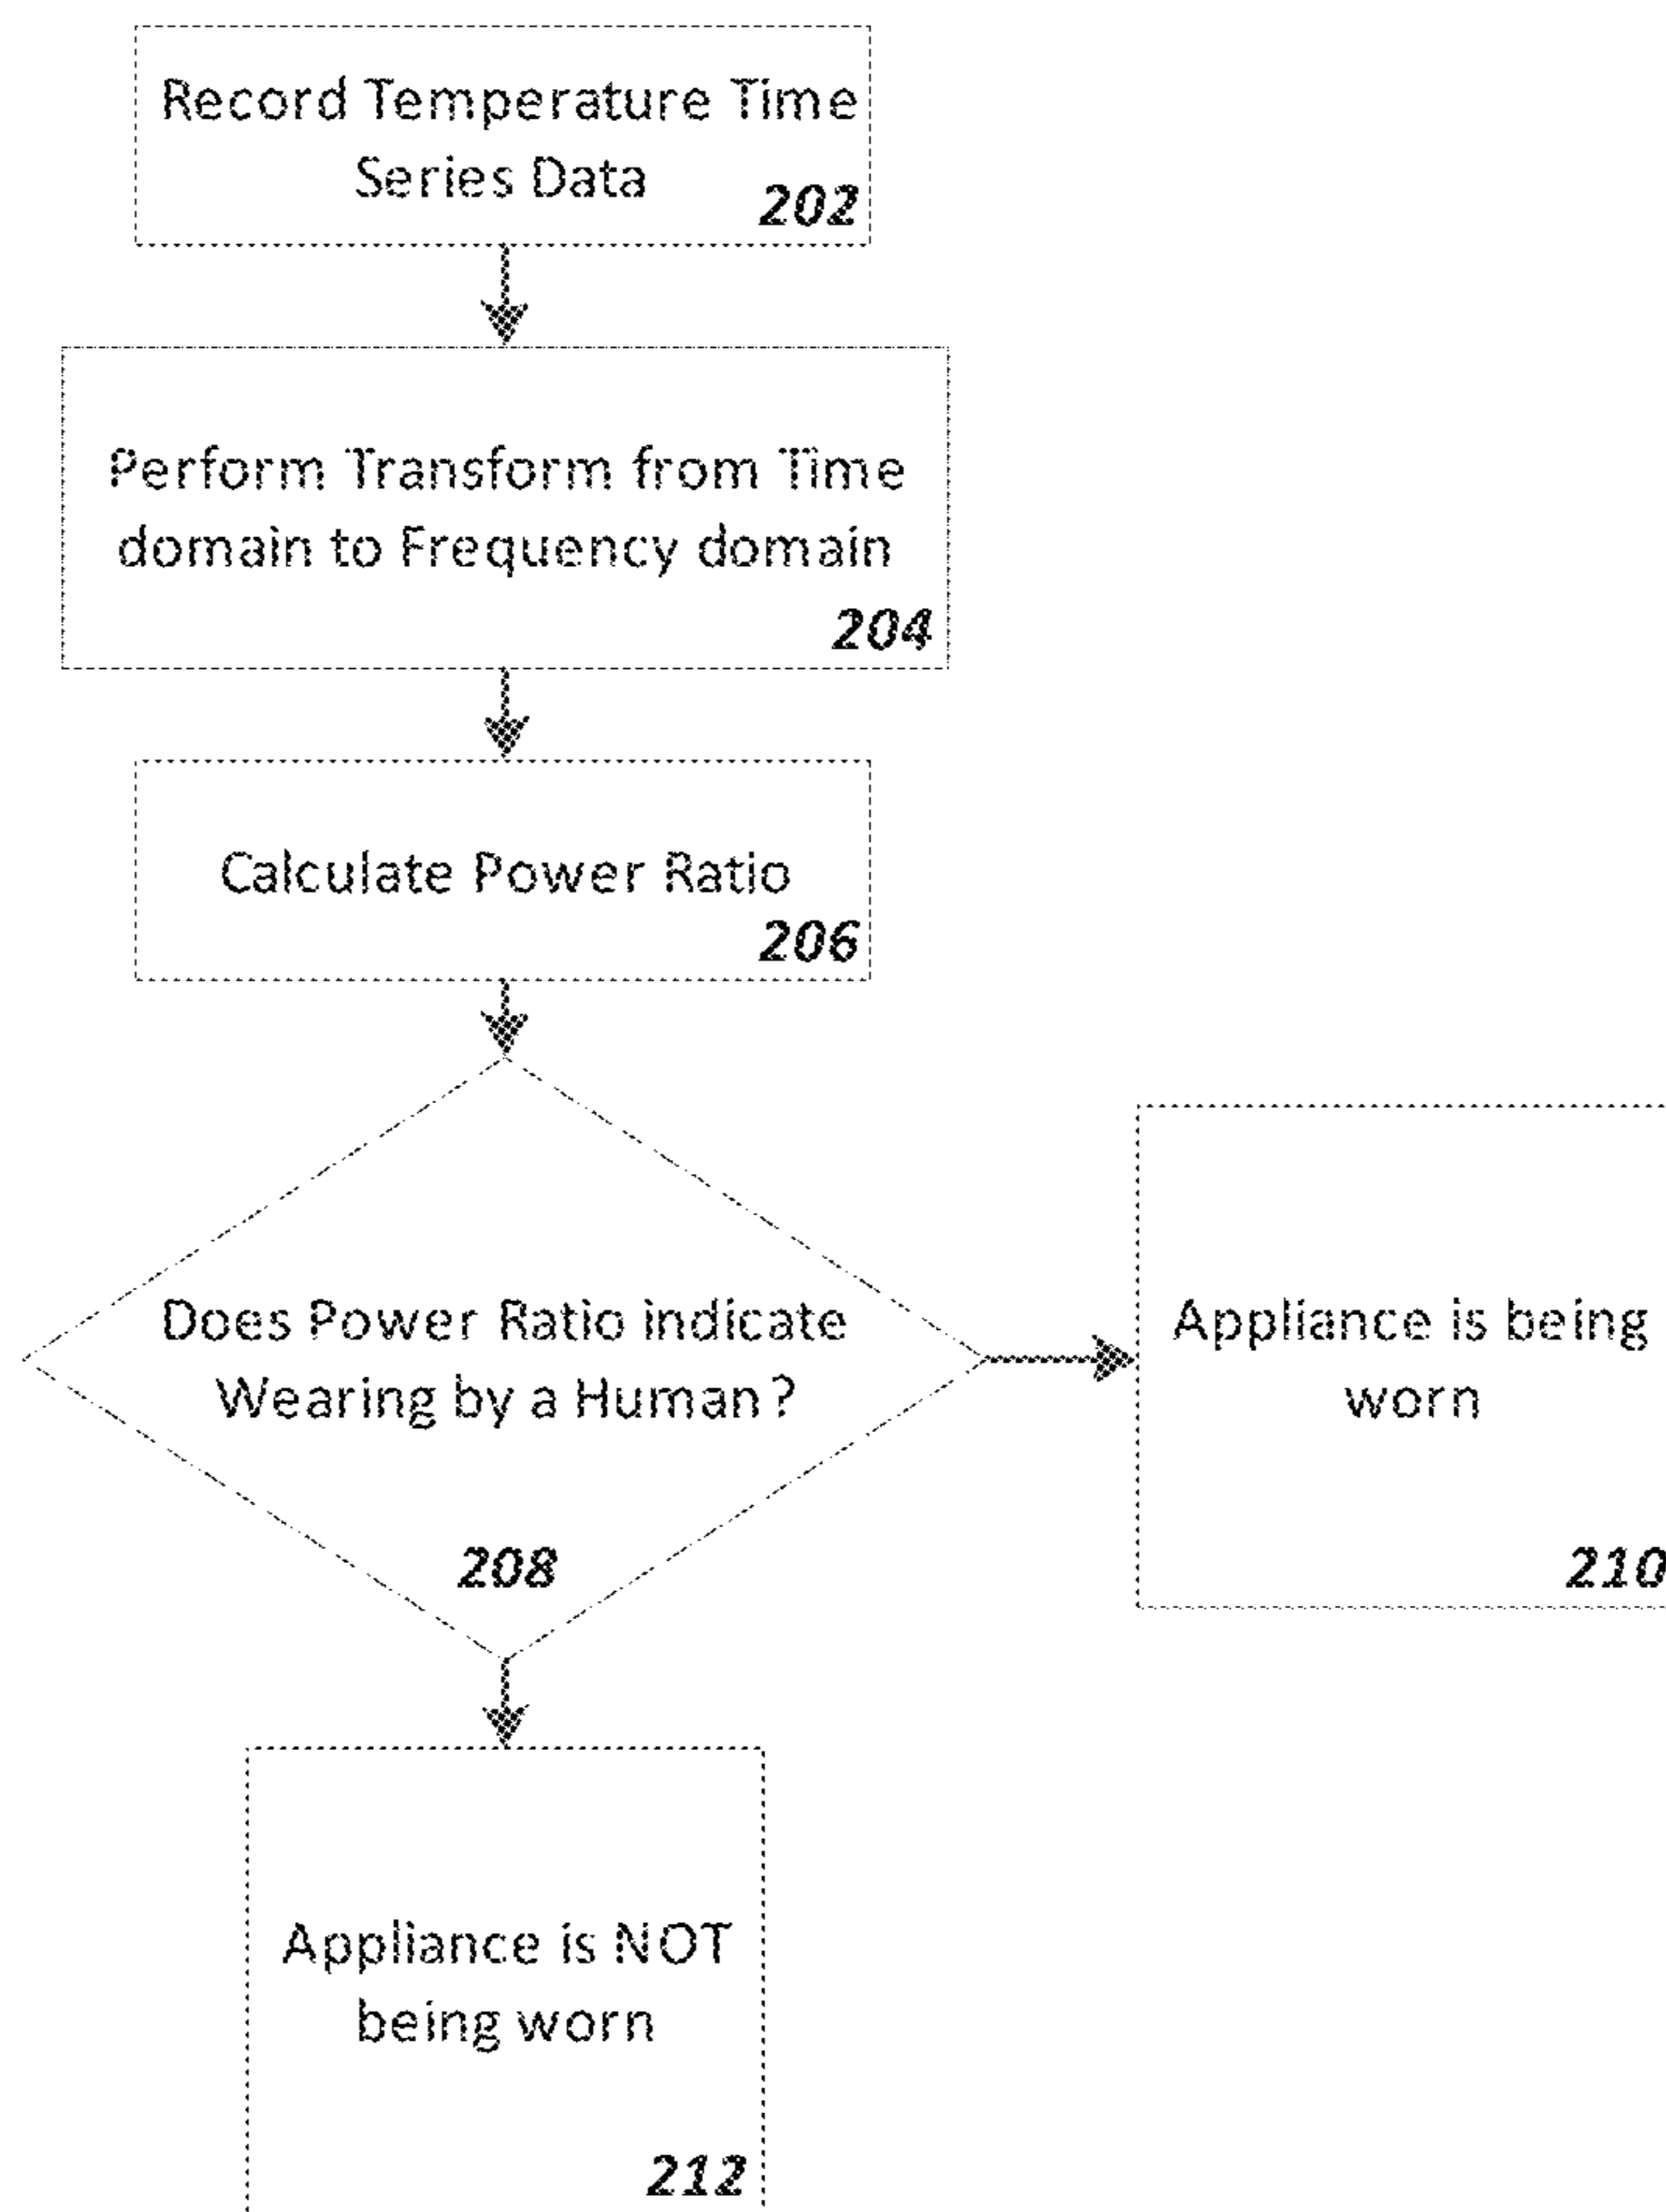 Record Temperature Time
Series Data
202
Perform Transform from Time
domain to Frequency domain
204
Calculate Power Ratio
206
Does Power Ratio indicate
Wearing by a Human?
208
Appliance is being
worn
210
Appliance is NOT
being worn
212